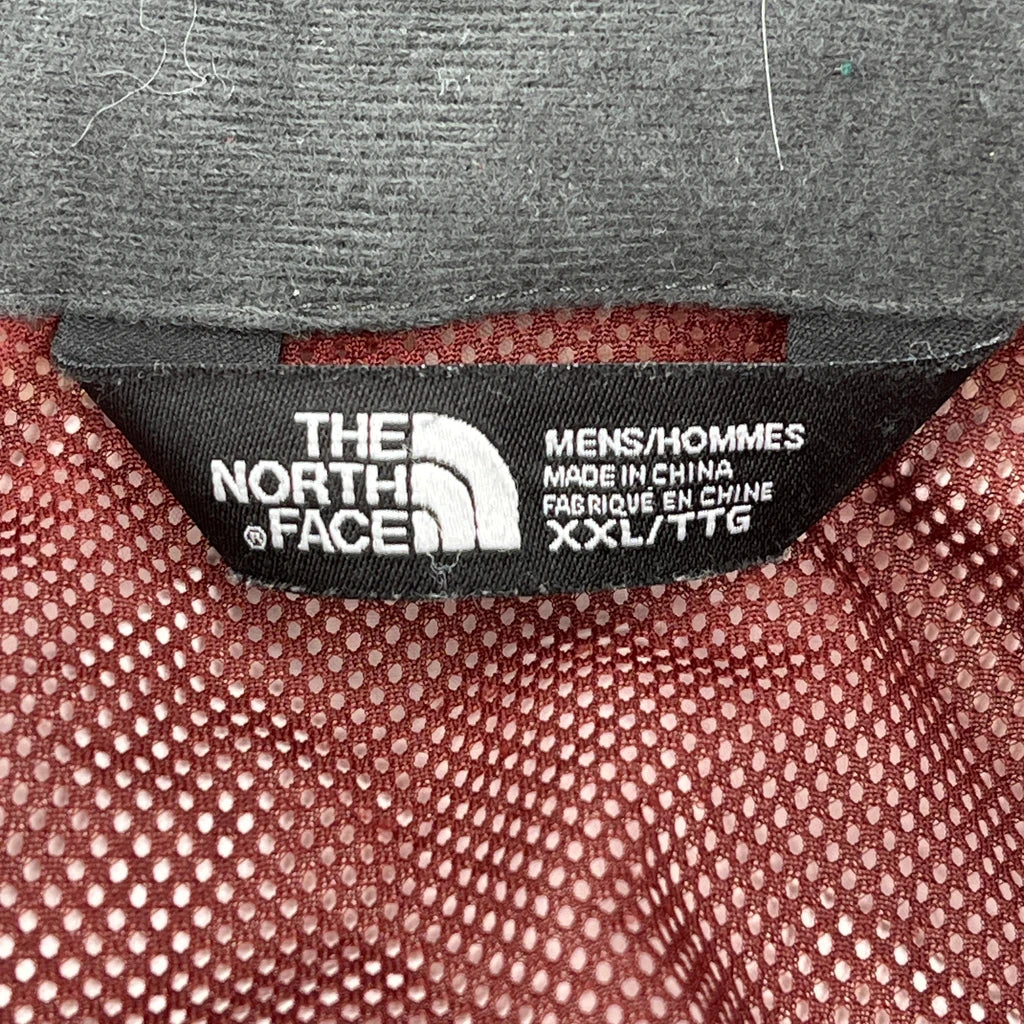 THE
NORTH
® FACE
MENS/HOMMES
MADE IN CHINA
FABRIQUÉ EN CHINE
XXL/TTG